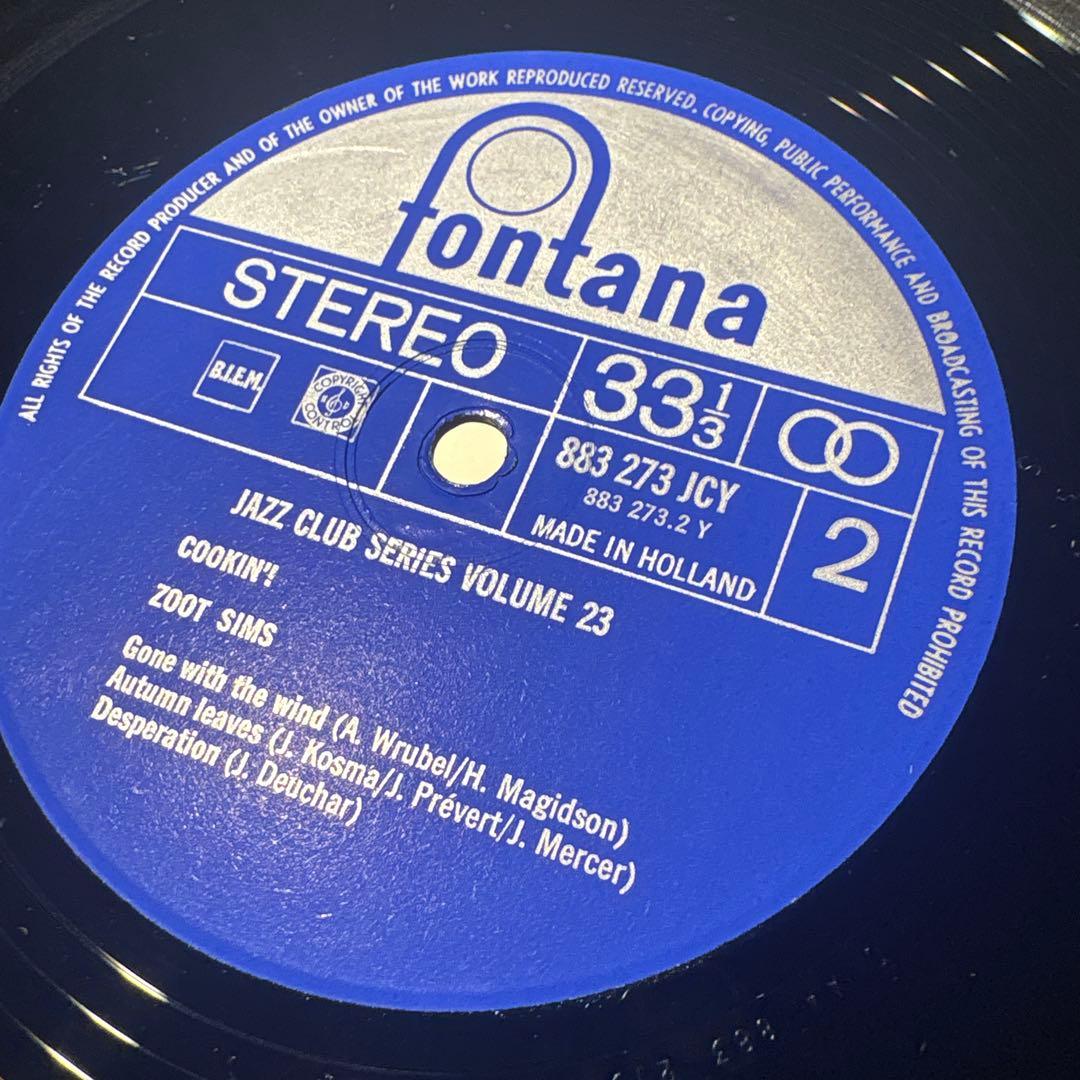 ALL RIGHTS OF THE RECORD PRODUCER AND OF THE OWNER OF THE WORK REPRODUCED RESERVED. COPYING, PUBLIC PERFORMANCE AND BROADCASTING OF THIS RECORD PROHIBITED
fontana
STEREO
33 1/3
B.I.E.M.
COPYRIGHT CONTROL
883 273 JCY
883 273.2 Y
MADE IN HOLLAND
2
JAZZ CLUB SERIES VOLUME 23
COOKIN'!
ZOOT SIMS
Gone with the wind (A. Wrubel/H. Magidson)
Autumn leaves (J. Kosma/J. Prévert/J. Mercer)
Desperation (J. Deuchar)